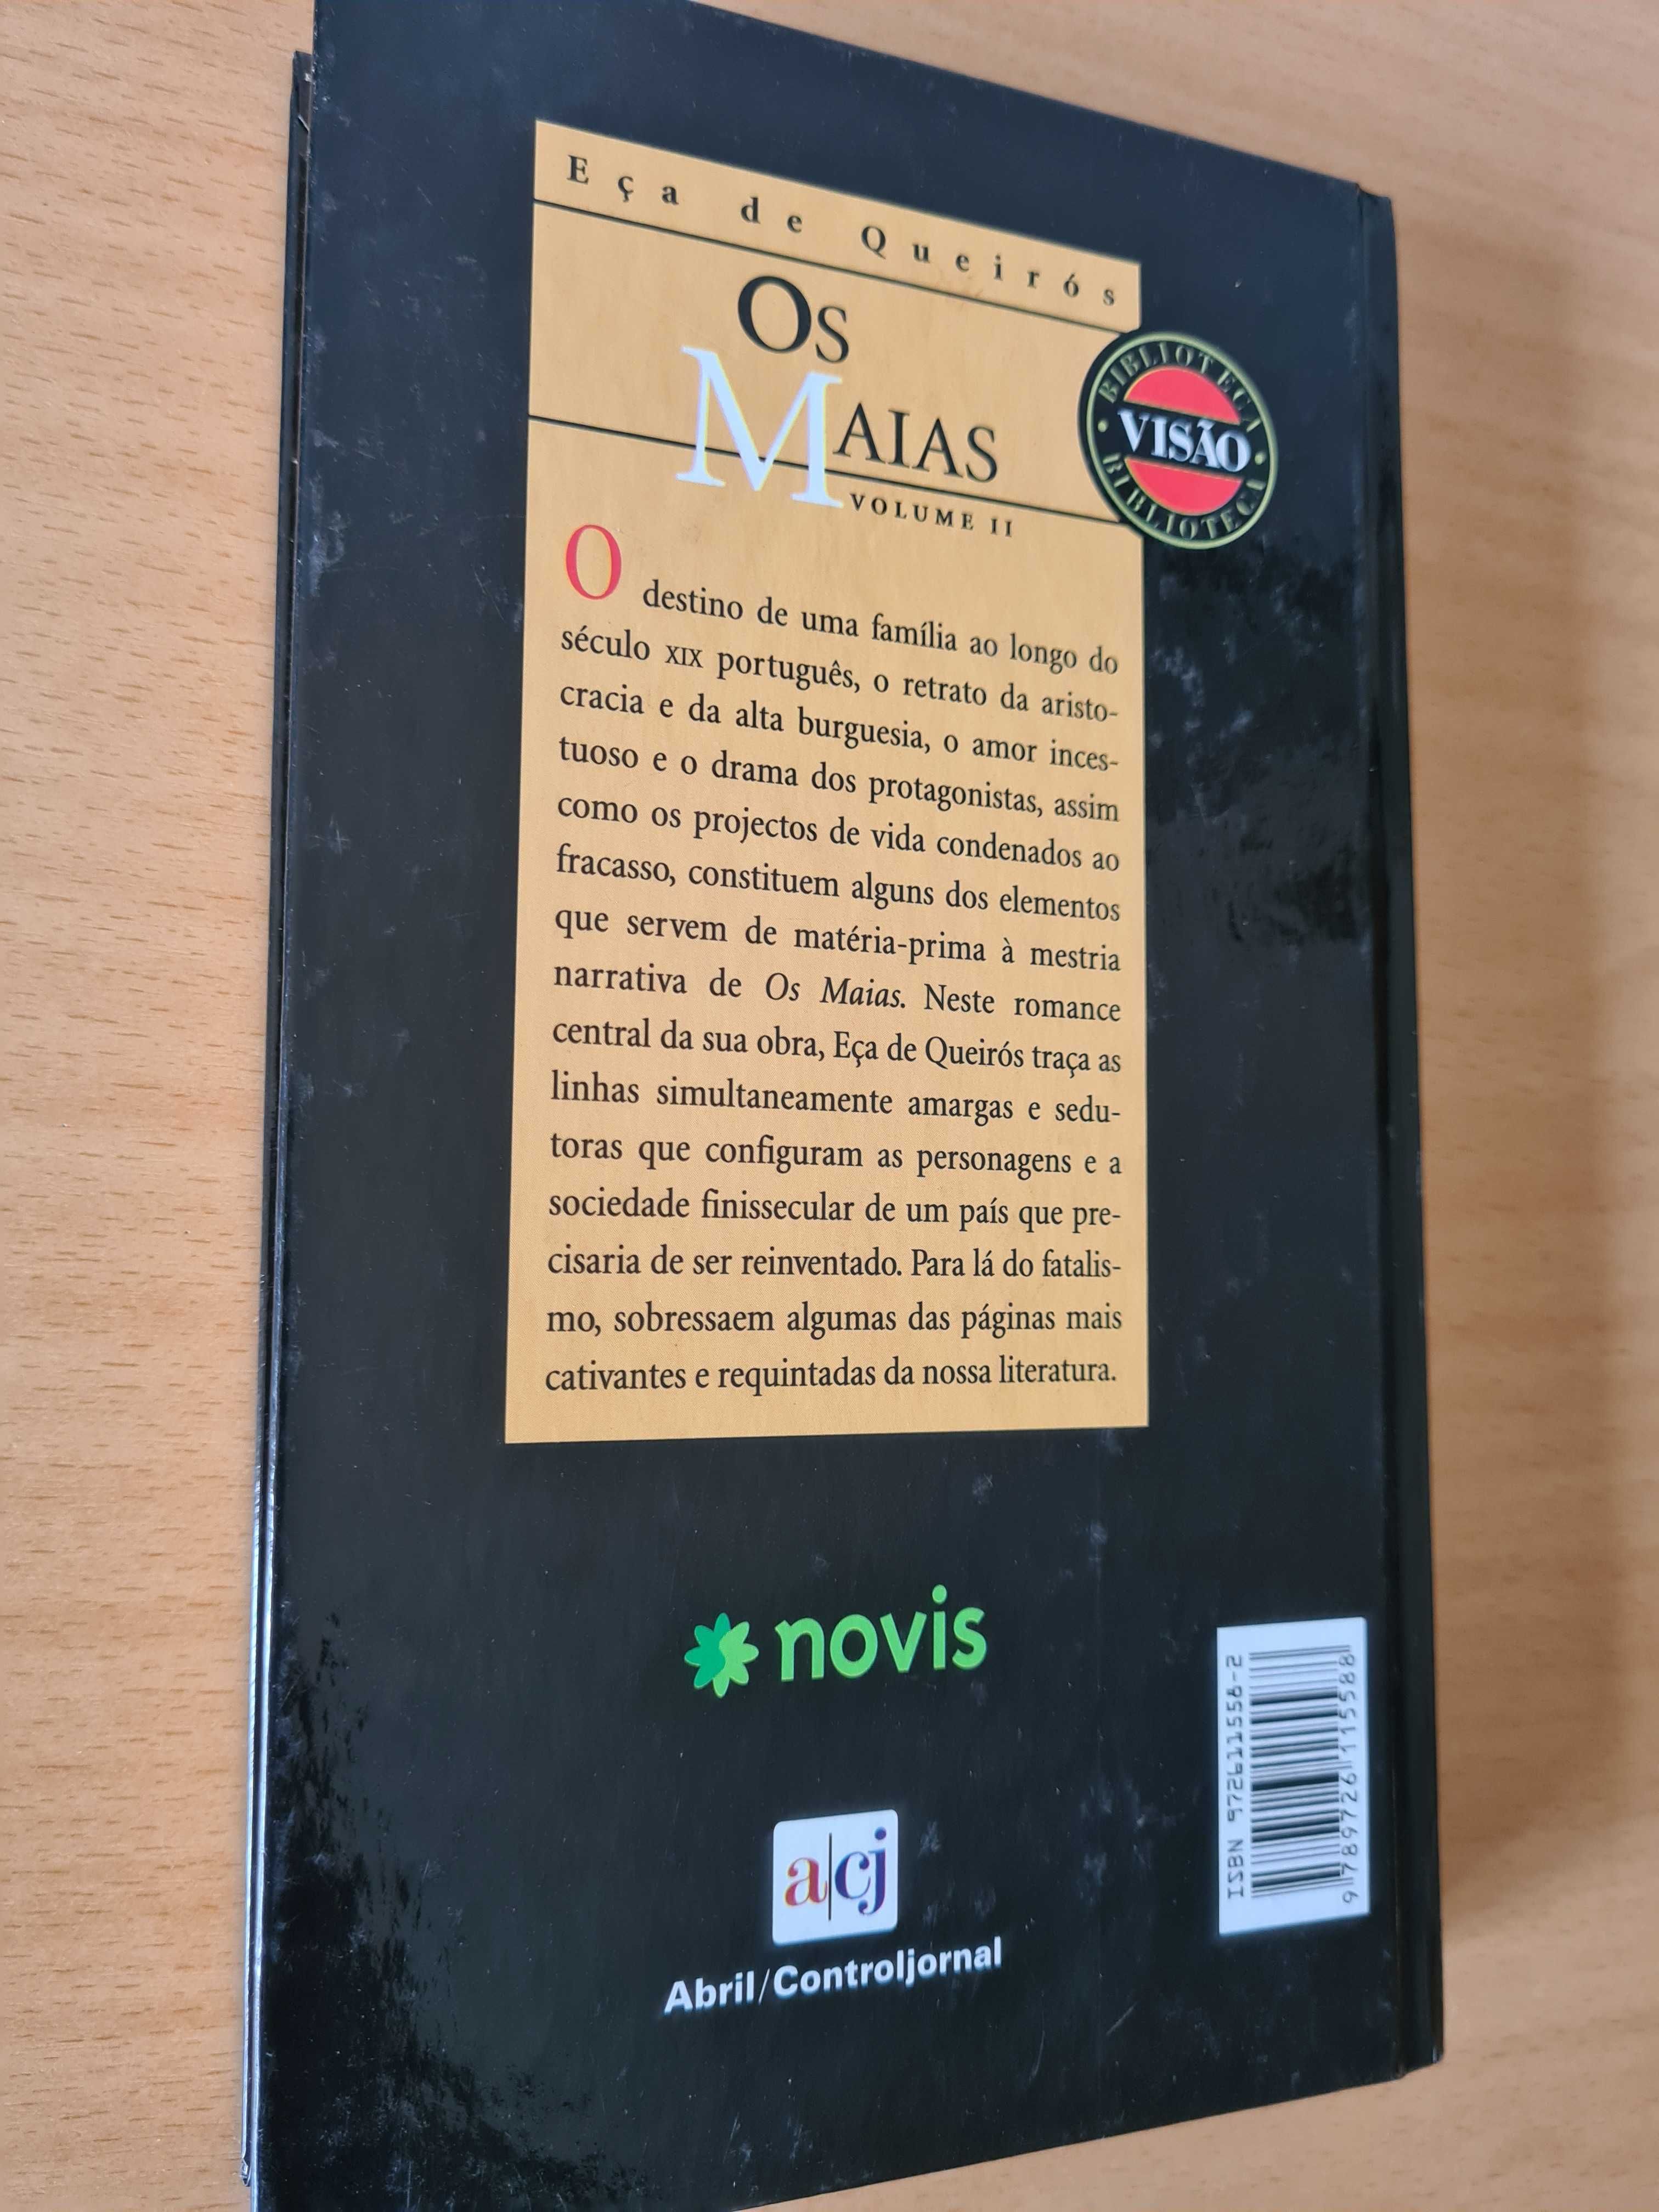 Eça de Queirós
OS
MAIAS
VOLUME II
BIBLIOTECA
VISÃO
BIBLIOTECA
O destino de uma família ao longo do
século XIX português, o retrato da aristo-
cracia e da alta burguesia, o amor inces-
tuoso e o drama dos protagonistas, assim
como os projectos de vida condenados ao
fracasso, constituem alguns dos elementos
que servem de matéria-prima à mestria
narrativa de Os Maias. Neste romance
central da sua obra, Eça de Queirós traça as
linhas simultaneamente amargas e sedu-
toras que configuram as personagens e a
sociedade finissecular de um país que pre-
cisaria de ser reinventado. Para lá do fatalis-
mo, sobressaem algumas das páginas mais
cativantes e requintadas da nossa literatura.
novis
a|cj
Abril/Controljornal
ISBN 972611558-2
9 789726 115588